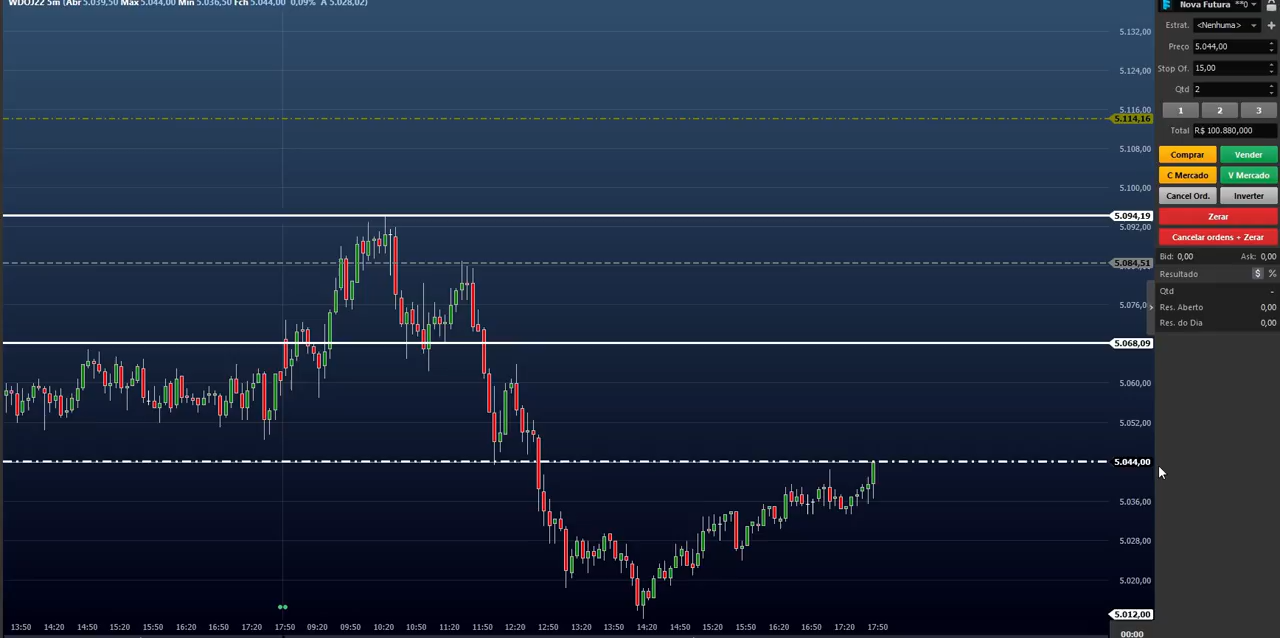 WDOJ22 5m (Abr 5.039,50 Max 5.044,00 Min 5.036,50 Fch 5.044,00 0,09% A 5.028,02)
5.132,00
5.124,00
5.116,00
5.114,16
5.108,00
5.100,00
5.094,19
5.092,00
5.084,51
5.076,00
5.068,09
5.060,00
5.052,00
5.044,00
5.036,00
5.028,00
5.020,00
5.012,00
00:00
13:50 14:20 14:50 15:20 15:50 16:20 16:50 17:20 17:50 09:20 09:50 10:20 10:50 11:20 11:50 12:20 12:50 13:20 13:50 14:20 14:50 15:20 15:50 16:20 16:50 17:20 17:50
Nova Futura **0
Estrat. <Nenhuma>
Preço 5.044,00
Stop Of. 15,00
Qtd 2
1 2 3
Total R$ 100.880,000
Comprar Vender
C Mercado V Mercado
Cancel Ord. Inverter
Zerar
Cancelar ordens + Zerar
Bid: 0,00 Ask: 0,00
Resultado $ %
Qtd -
Res. Aberto 0,00
Res. do Dia 0,00